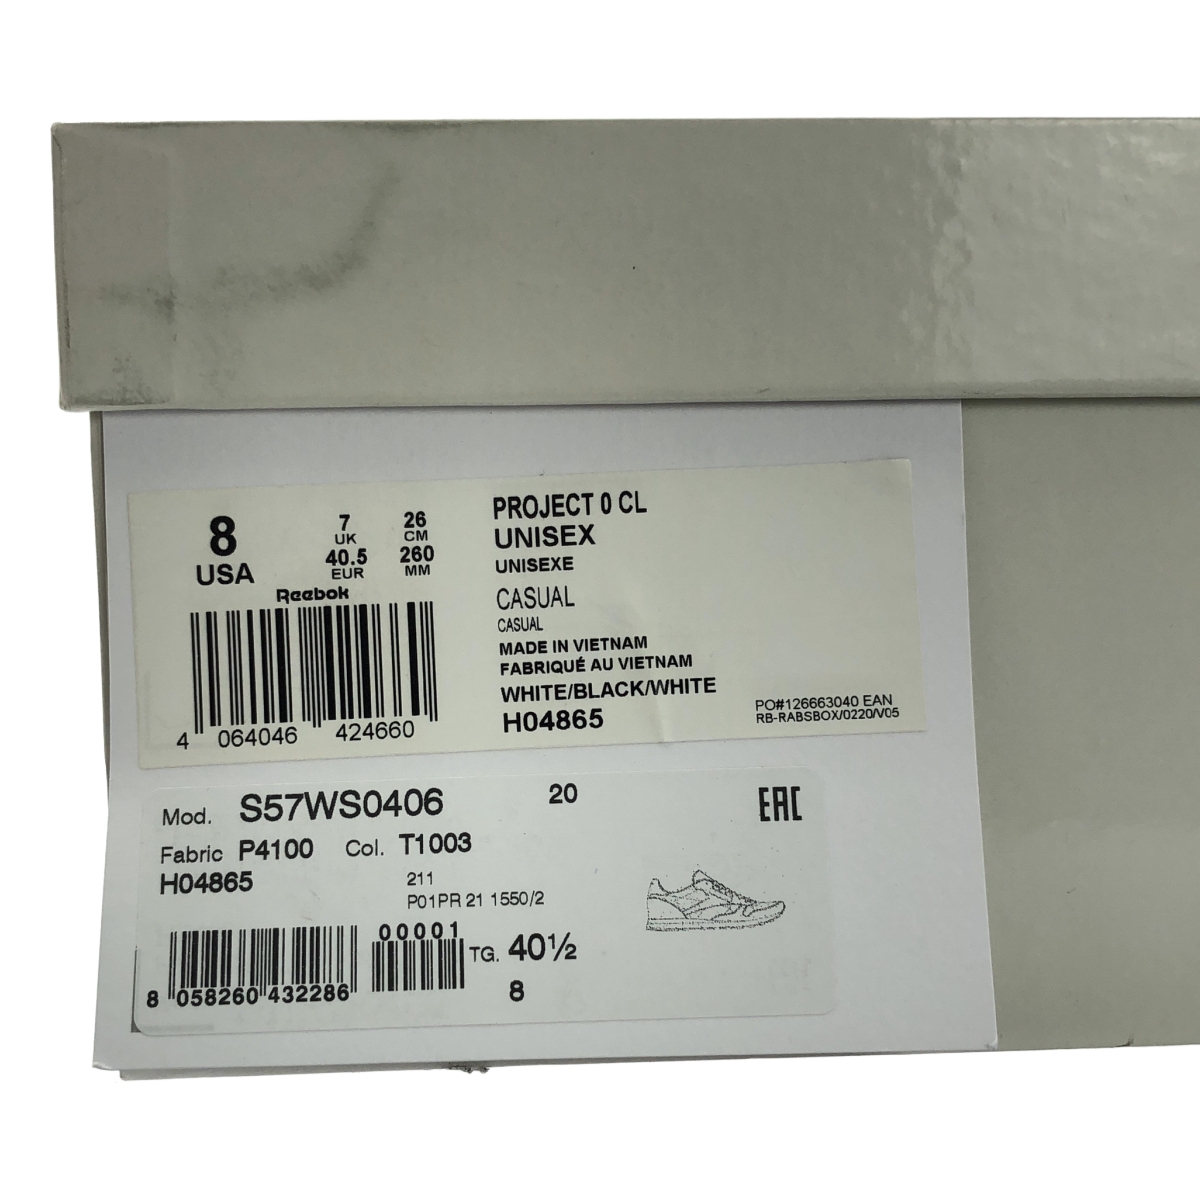 8
USA
7
UK
40.5
EUR
26
CM
260
MM
Reebok
4 064046 424660
PROJECT 0 CL
UNISEX
UNISEXE
CASUAL
CASUAL
MADE IN VIETNAM
FABRIQUÉ AU VIETNAM
WHITE/BLACK/WHITE
H04865
PO#126663040 EAN
RB-RABSBOX/0220/V05
Mod. S57WS0406 20
EAC
Fabric P4100 Col. T1003
H04865 211
P01PR 21 1550/2
00001
8 058260 432286
TG. 40½
8